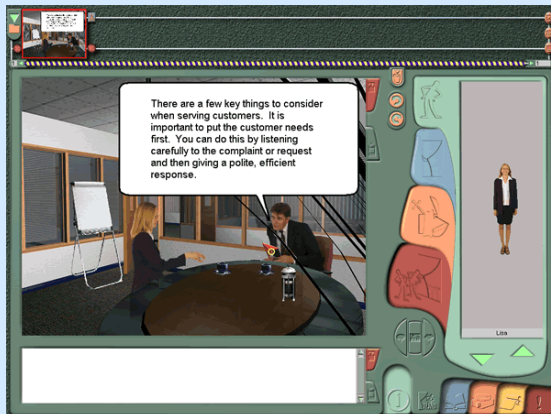 There are a few key things to consider
when serving customers.  It is
important to put the customer needs
first.  You can do this by listening
carefully to the complaint or request
and then giving a polite, efficient
response.
Lisa